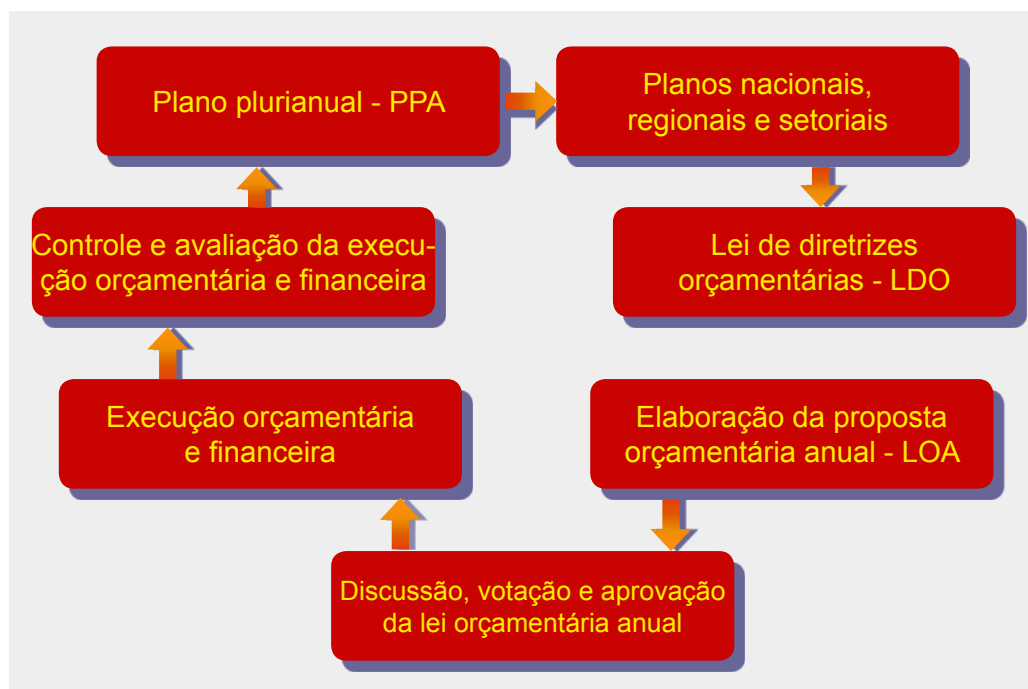 Plano plurianual - PPA
Planos nacionais,
regionais e setoriais
Lei de diretrizes
orçamentárias - LDO
Elaboração da proposta
orçamentária anual - LOA
Discussão, votação e aprovação
da lei orçamentária anual
Execução orçamentária
e financeira
Controle e avaliação da execu-
ção orçamentária e financeira